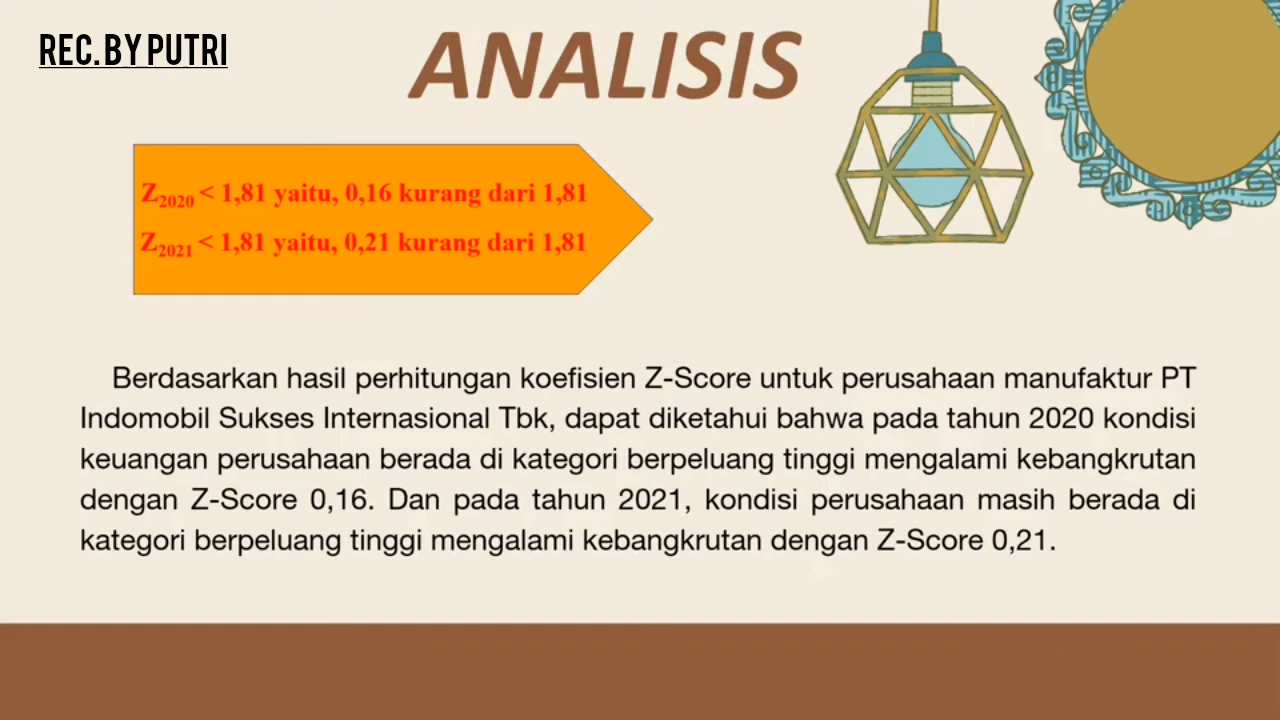 REC. BY PUTRI
ANALISIS
Z2020 < 1,81 yaitu, 0,16 kurang dari 1,81
Z2021 < 1,81 yaitu, 0,21 kurang dari 1,81
Berdasarkan hasil perhitungan koefisien Z-Score untuk perusahaan manufaktur PT
Indomobil Sukses Internasional Tbk, dapat diketahui bahwa pada tahun 2020 kondisi
keuangan perusahaan berada di kategori berpeluang tinggi mengalami kebangkrutan
dengan Z-Score 0,16. Dan pada tahun 2021, kondisi perusahaan masih berada di
kategori berpeluang tinggi mengalami kebangkrutan dengan Z-Score 0,21.